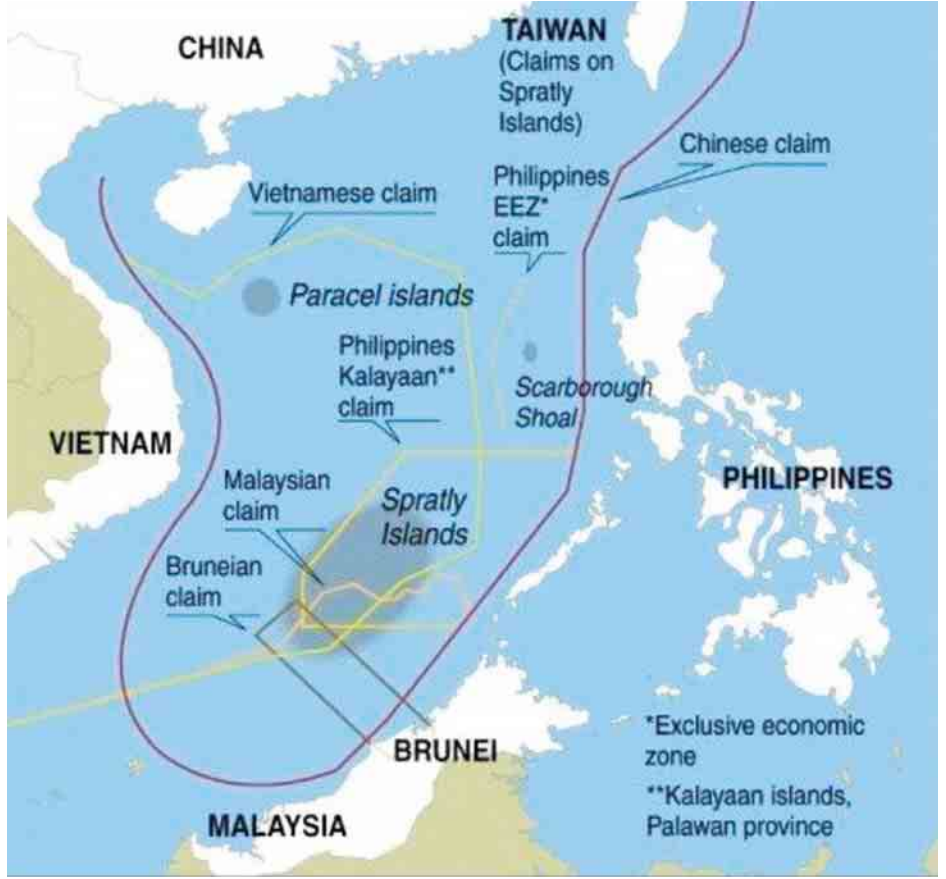 CHINA
TAIWAN
(Claims on
Spratly
Islands)
Chinese claim
Philippines
EEZ*
claim
Vietnamese claim
Paracel islands
Philippines
Kalayaan**
claim
Scarborough
Shoal
VIETNAM
PHILIPPINES
Malaysian
claim
Spratly
Islands
Bruneian
claim
BRUNEI
MALAYSIA
*Exclusive economic
zone
**Kalayaan islands,
Palawan province